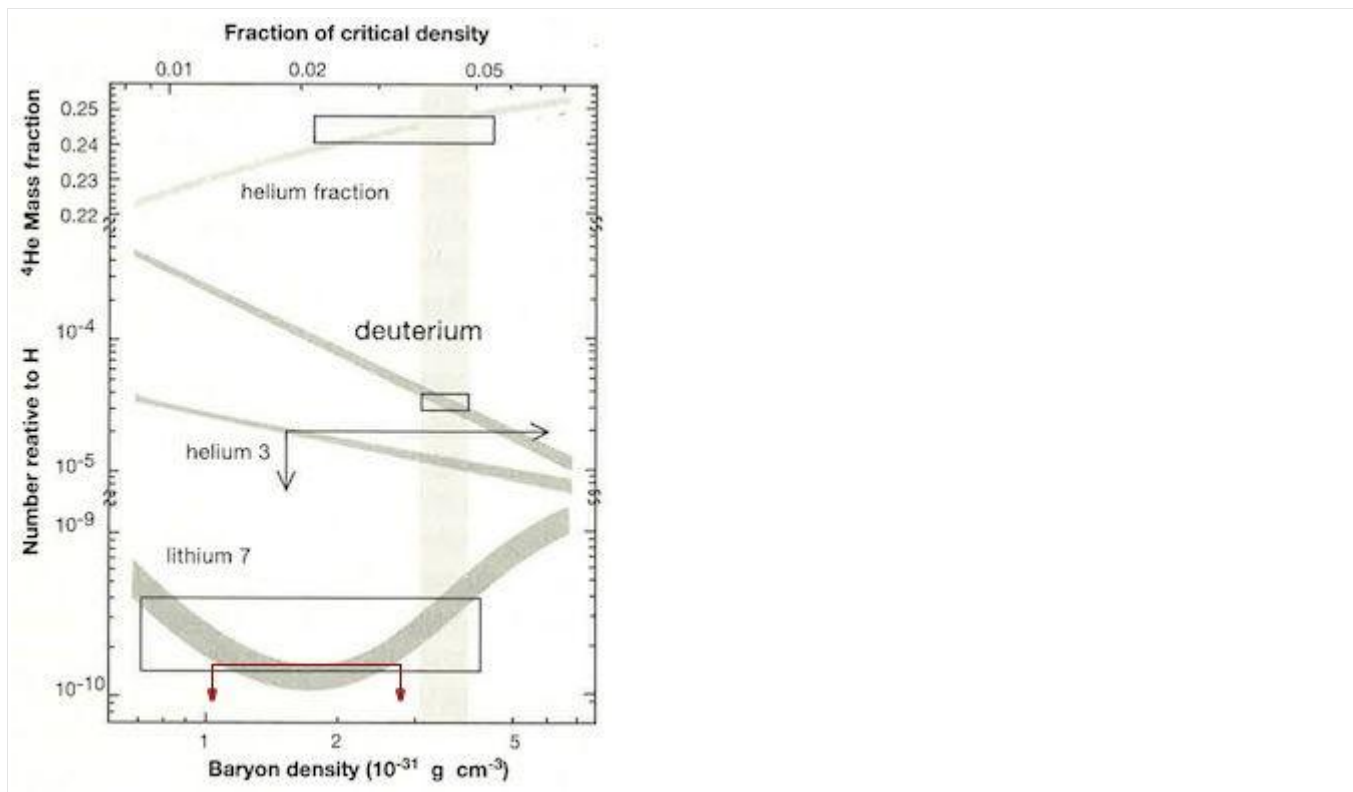 Fraction of critical density
0.01 0.02 0.05
⁴He Mass fraction
0.25
0.24
0.23
0.22
helium fraction
deuterium
Number reative to H
10⁻⁴
helium 3
10⁻⁵
10⁻⁹
lithium 7
10⁻¹⁰
1 2 5
Baryon density (10⁻³¹ g cm⁻³)